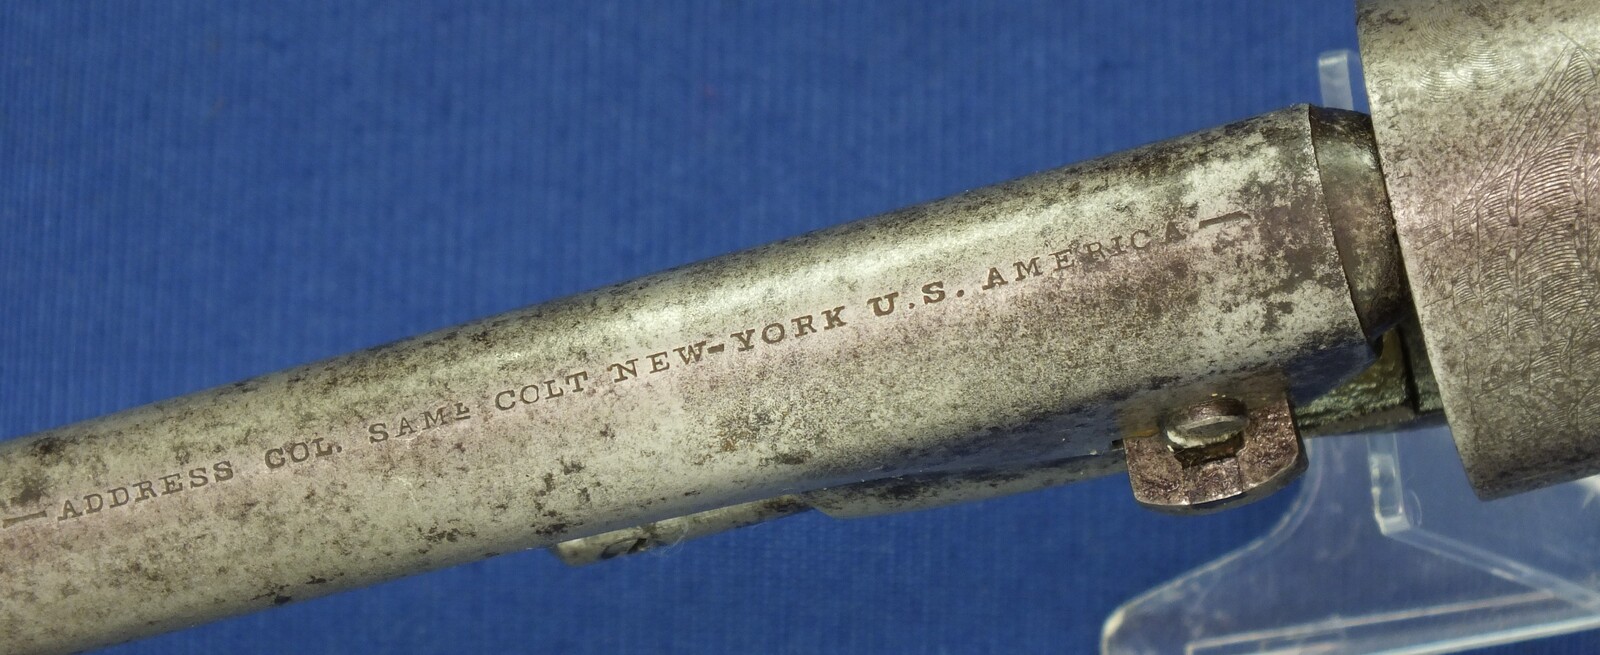 — ADDRESS COL. SAMᴸ COLT NEW-YORK U.S. AMERICA —